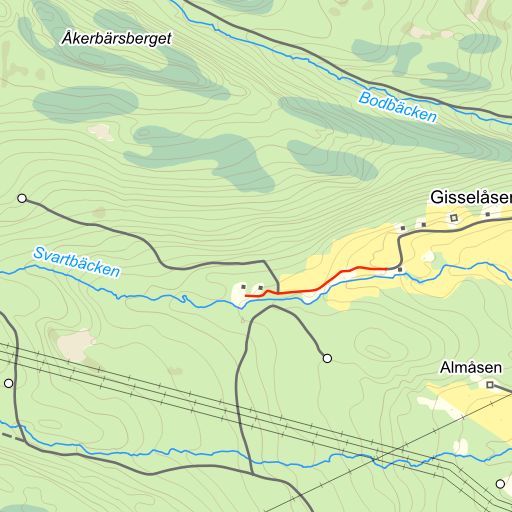 Åkerbärsberget
Bodbäcken
Gisselåsen
Svartbäcken
Almåsen